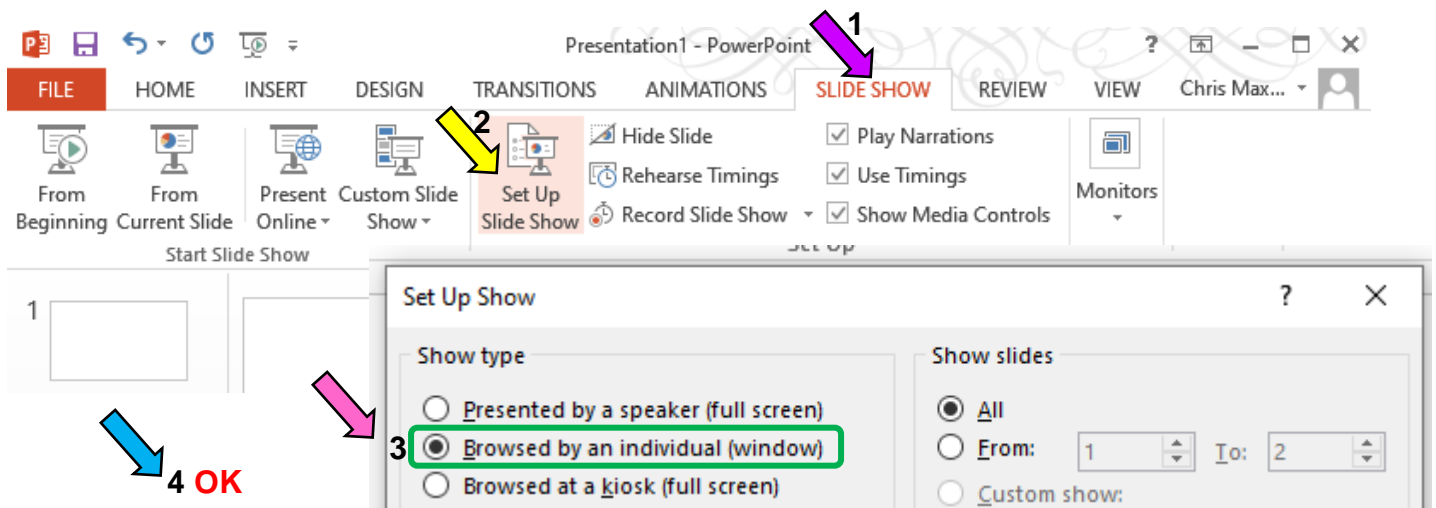 1
Presentation1 - PowerPoint ?
FILE HOME INSERT DESIGN TRANSITIONS ANIMATIONS SLIDE SHOW REVIEW VIEW Chris Max...
2
From Beginning
From Current Slide
Present Online
Custom Slide Show
Set Up Slide Show
Hide Slide
Rehearse Timings
Record Slide Show
Play Narrations
Use Timings
Show Media Controls
Monitors
Start Slide Show
Set Up
1
Set Up Show ?
Show type
Presented by a speaker (full screen)
3 Browsed by an individual (window)
Browsed at a kiosk (full screen)
Show slides
All
From: 1 To: 2
Custom show:
4 OK